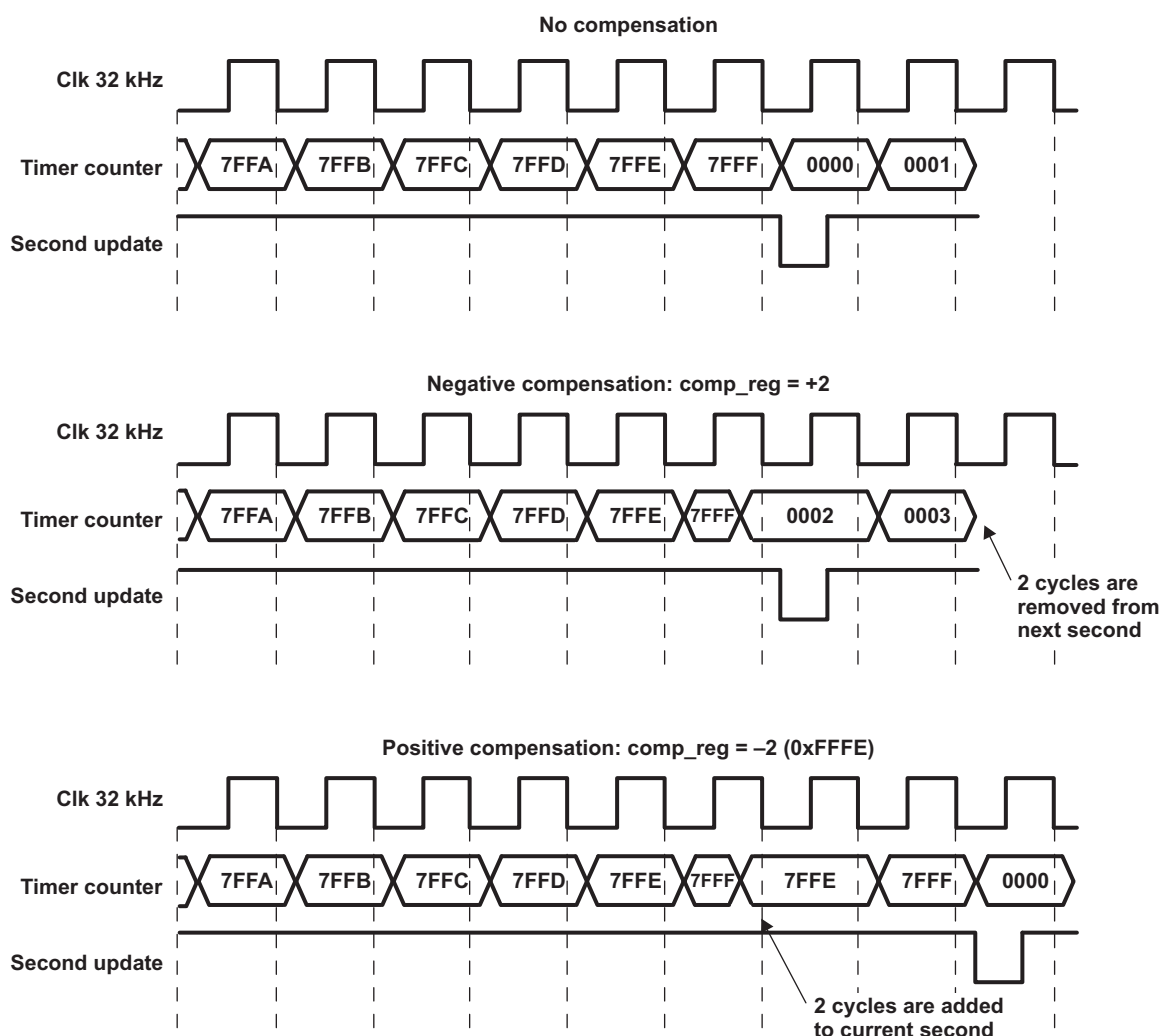 No compensation
Clk 32 kHz
Timer counter 7FFA 7FFB 7FFC 7FFD 7FFE 7FFF 0000 0001
Second update
Negative compensation: comp_reg = +2
Clk 32 kHz
Timer counter 7FFA 7FFB 7FFC 7FFD 7FFE 7FFF 0002 0003
Second update
2 cycles are
removed from
next second
Positive compensation: comp_reg = –2 (0xFFFE)
Clk 32 kHz
Timer counter 7FFA 7FFB 7FFC 7FFD 7FFE 7FFF 7FFE 7FFF 0000
Second update
2 cycles are added
to current second